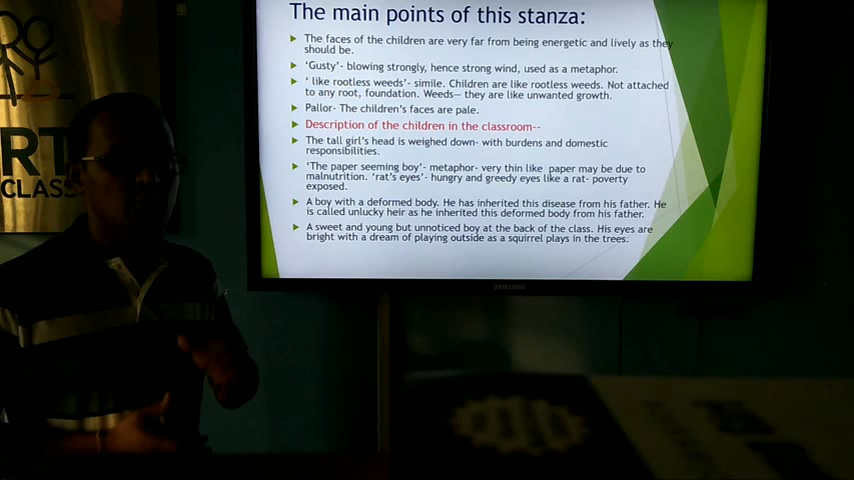 The main points of this stanza:
The faces of the children are very far from being energetic and lively as they
should be.
'Gusty'- blowing strongly, hence strong wind, used as a metaphor.
' like rootless weeds'- simile. Children are like rootless weeds. Not attached
to any root, foundation. Weeds– they are like unwanted growth.
Pallor- The children's faces are pale.
Description of the children in the classroom--
The tall girl's head is weighed down- with burdens and domestic
responsibilities.
'The paper seeming boy'- metaphor- very thin like paper may be due to
malnutrition. 'rat's eyes'- hungry and greedy eyes like a rat- poverty
exposed.
A boy with a deformed body. He has inherited this disease from his father. He
is called unlucky heir as he inherited this deformed body from his father.
A sweet and young but unnoticed boy at the back of the class. His eyes are
bright with a dream of playing outside as a squirrel plays in the trees.
SAMSUNG
RT
CLASS